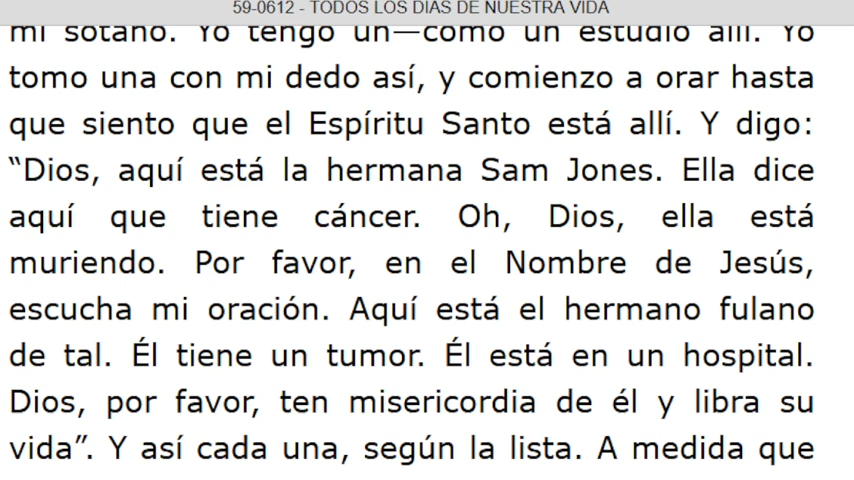 59-0612 - TODOS LOS DIAS DE NUESTRA VIDA
mi sótano. Yo tengo un—como un estudio allí. Yo
tomo una con mi dedo así, y comienzo a orar hasta
que siento que el Espíritu Santo está allí. Y digo:
“Dios, aquí está la hermana Sam Jones. Ella dice
aquí que tiene cáncer. Oh, Dios, ella está
muriendo. Por favor, en el Nombre de Jesús,
escucha mi oración. Aquí está el hermano fulano
de tal. Él tiene un tumor. Él está en un hospital.
Dios, por favor, ten misericordia de él y libra su
vida”. Y así cada una, según la lista. A medida que